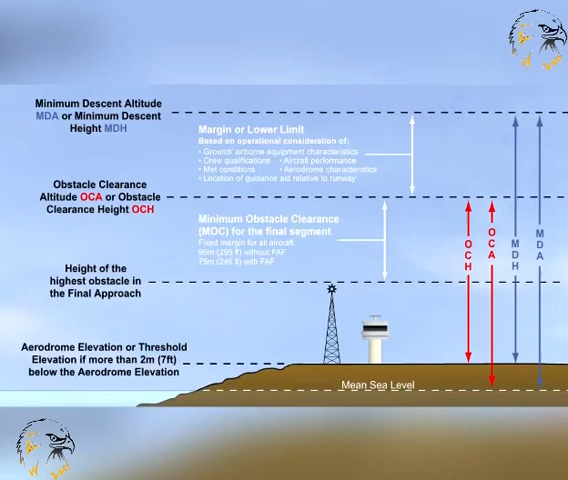 Minimum Descent Altitude
MDA or Minimum Descent
Height MDH
Margin or Lower Limit
Based on operational consideration of:
• Ground/ airborne equipment characteristics
• Crew qualifications • Aircraft performance
• Met conditions • Aerodrome characteristics
• Location of guidance aid relative to runway
Obstacle Clearance
Altitude OCA or Obstacle
Clearance Height OCH
Minimum Obstacle Clearance
(MOC) for the final segment
Fixed margin for all aircraft:
90m (295 ft) without FAF
75m (246 ft) with FAF
OCH
OCA
MDH
MDA
Height of the
highest obstacle in
the Final Approach
Aerodrome Elevation or Threshold
Elevation if more than 2m (7ft)
below the Aerodrome Elevation
Mean Sea Level